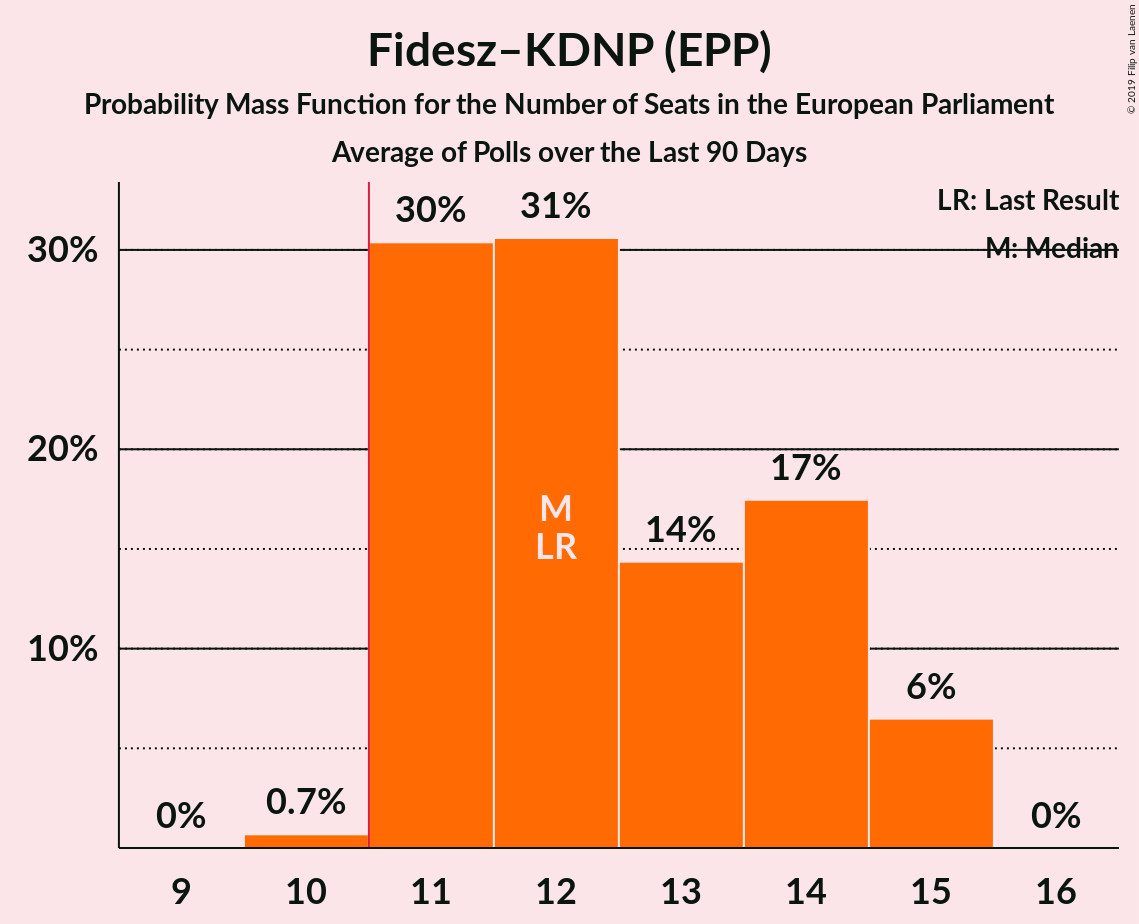 Fidesz–KDNP (EPP)
Probability Mass Function for the Number of Seats in the European Parliament
Average of Polls over the Last 90 Days
© 2019 Filip van Laenen
LR: Last Result
M: Median
30%
20%
10%
0%
0.7%
30%
31%
14%
17%
6%
0%
M
LR
9
10
11
12
13
14
15
16